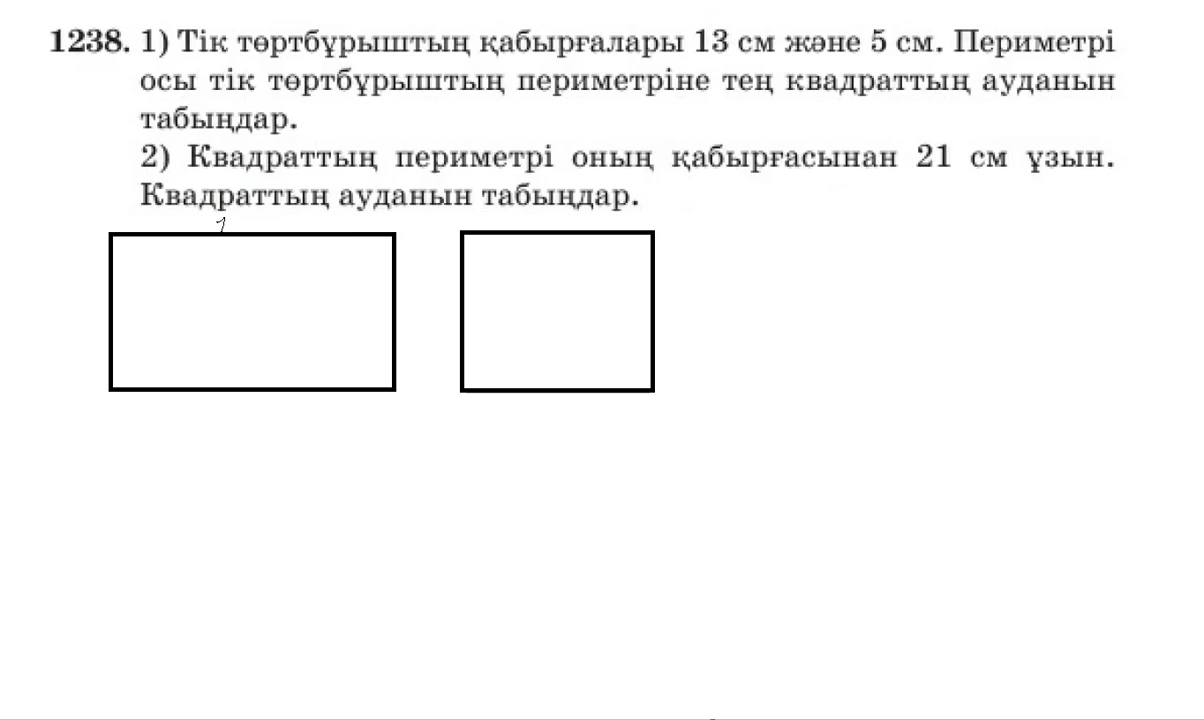 1238. 1) Тік төртбұрыштың қабырғалары 13 см және 5 см. Периметрі
осы тік төртбұрыштың периметріне тең квадраттың ауданын
табыңдар.
2) Квадраттың периметрі оның қабырғасынан 21 см ұзын.
Квадраттың ауданын табыңдар.
1